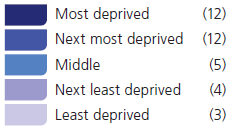 Most deprived (12)
Next most deprived (12)
Middle (5)
Next least deprived (4)
Least deprived (3)